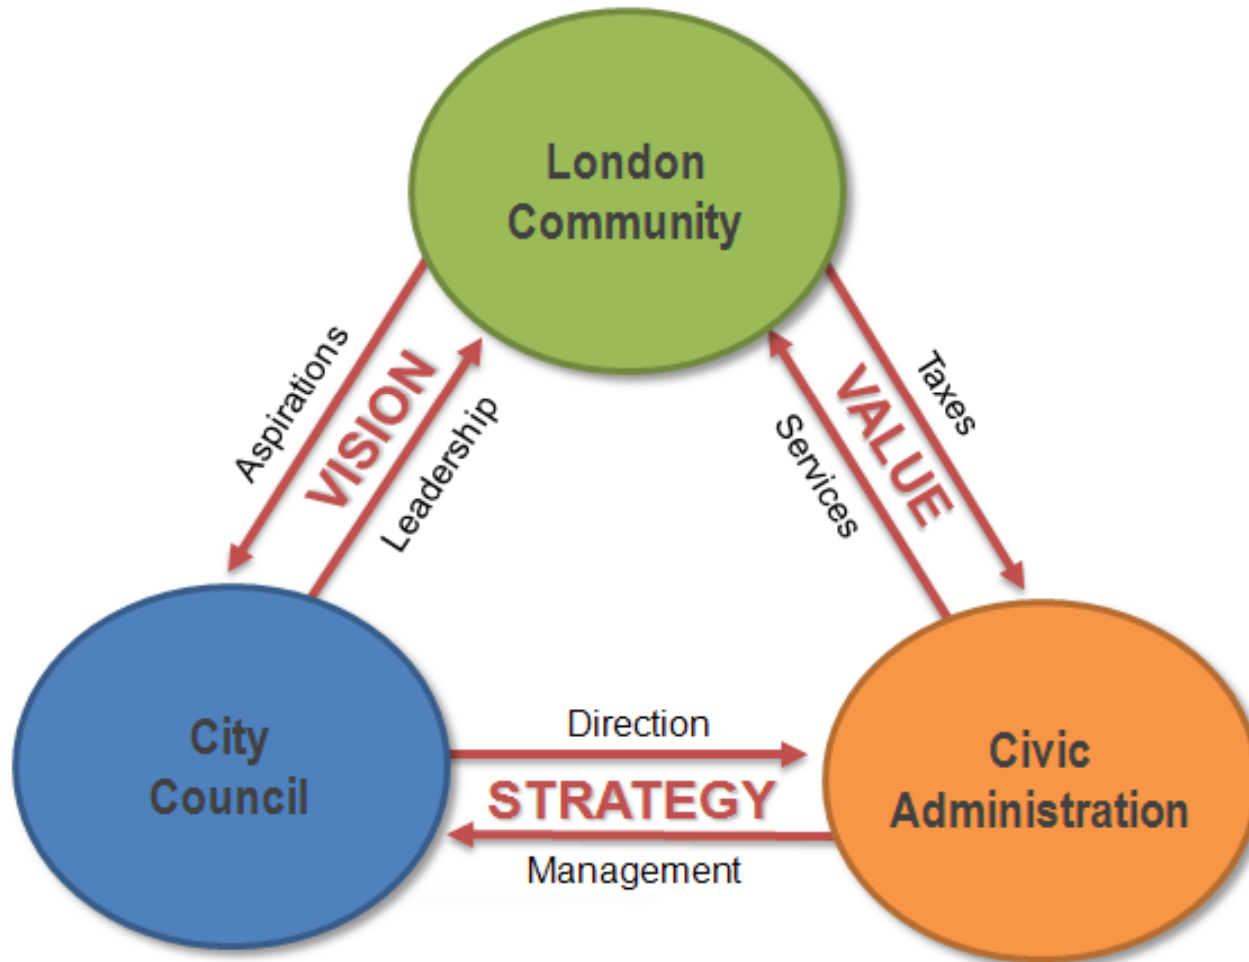 London
Community
Aspirations
VISION
Leadership
Taxes
VALUE
Services
City
Council
Direction
STRATEGY
Management
Civic
Administration